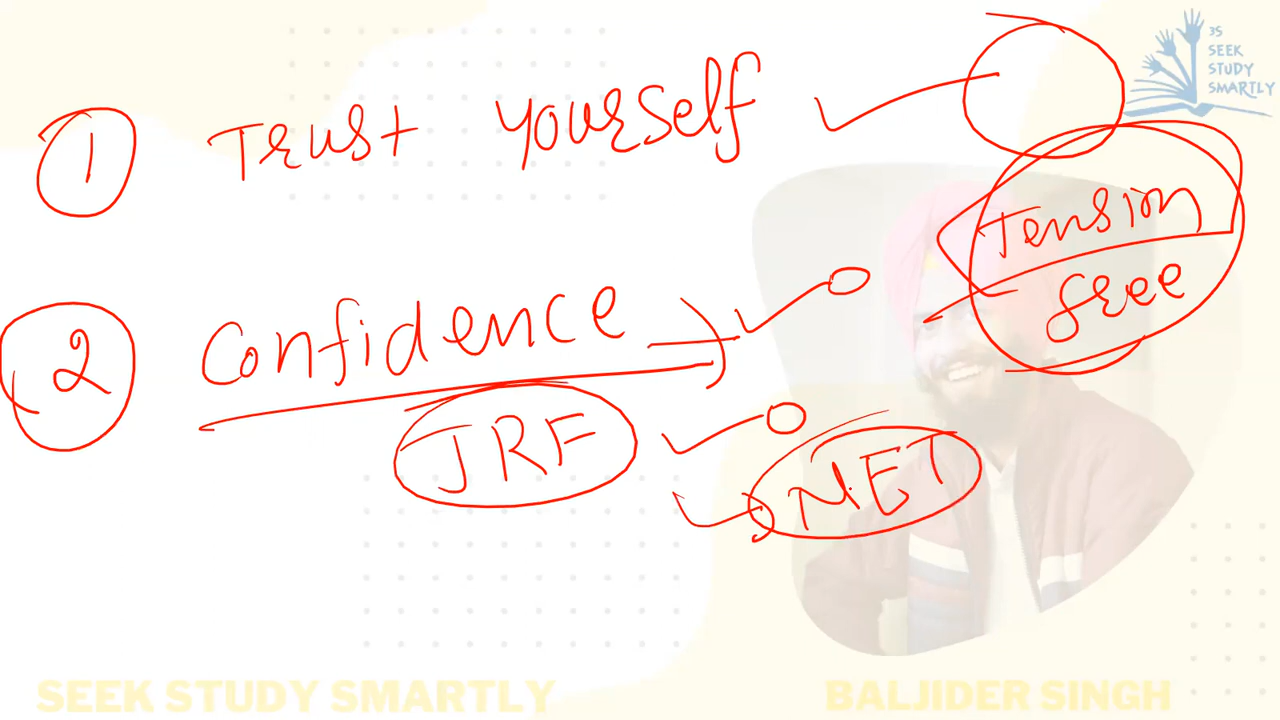 3S
SEEK
STUDY
SMARTLY
1 Trust yourself
Tension
free
2 Confidence
JRF
NET
SEEK STUDY SMARTLY
BALJIDER SINGH